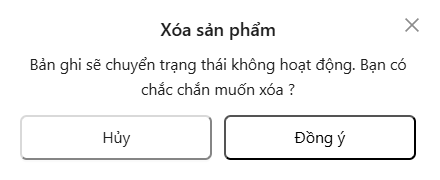 Xóa sản phẩm
Bản ghi sẽ chuyển trạng thái không hoạt động. Bạn có
chắc chắn muốn xóa ?
Hủy
Đồng ý